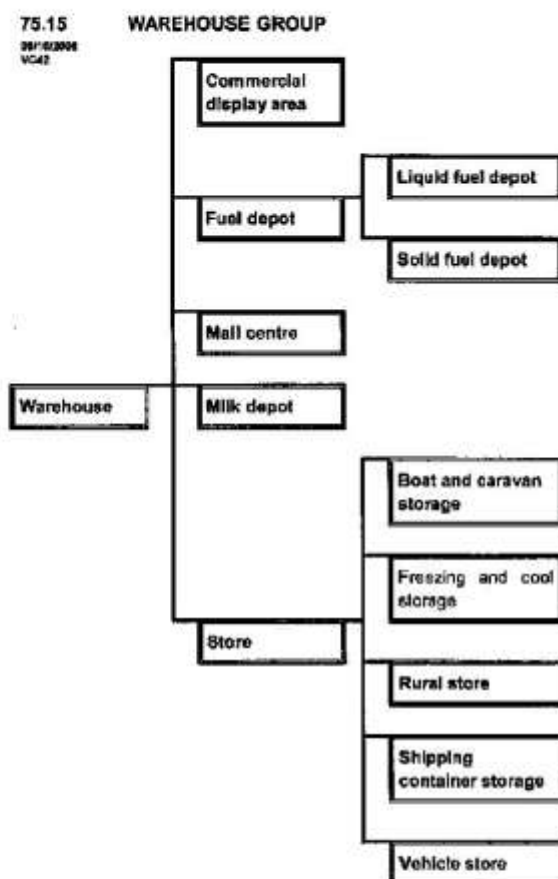 75.15 WAREHOUSE GROUP
VC42
Commercial
display area
Liquid fuel depot
Fuel depot
Solid fuel depot
Mail centre
Warehouse
Milk depot
Boat and caravan
storage
Freezing and cool
storage
Store
Rural store
Shipping
container storage
Vehicle store